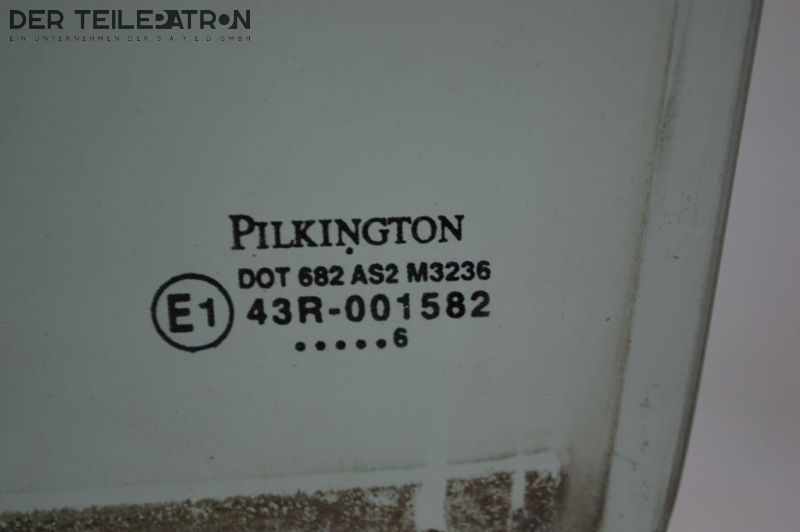 DER TEILEPATRON
EIN UNTERNEHMEN DER S A Y E D GMBH
PILKINGTON
DOT 682 AS2 M3236
E1 43R-001582
.....6